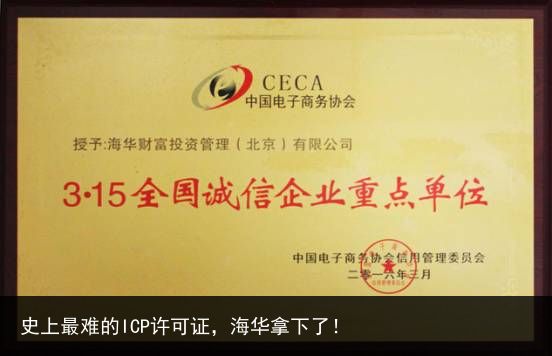 CECA
中国电子商务协会
授予:海华财富投资管理(北京)有限公司
3·15全国诚信企业重点单位
中国电子商务协会信用管理委员会
二零一六年三月
史上最难的ICP许可证，海华拿下了！